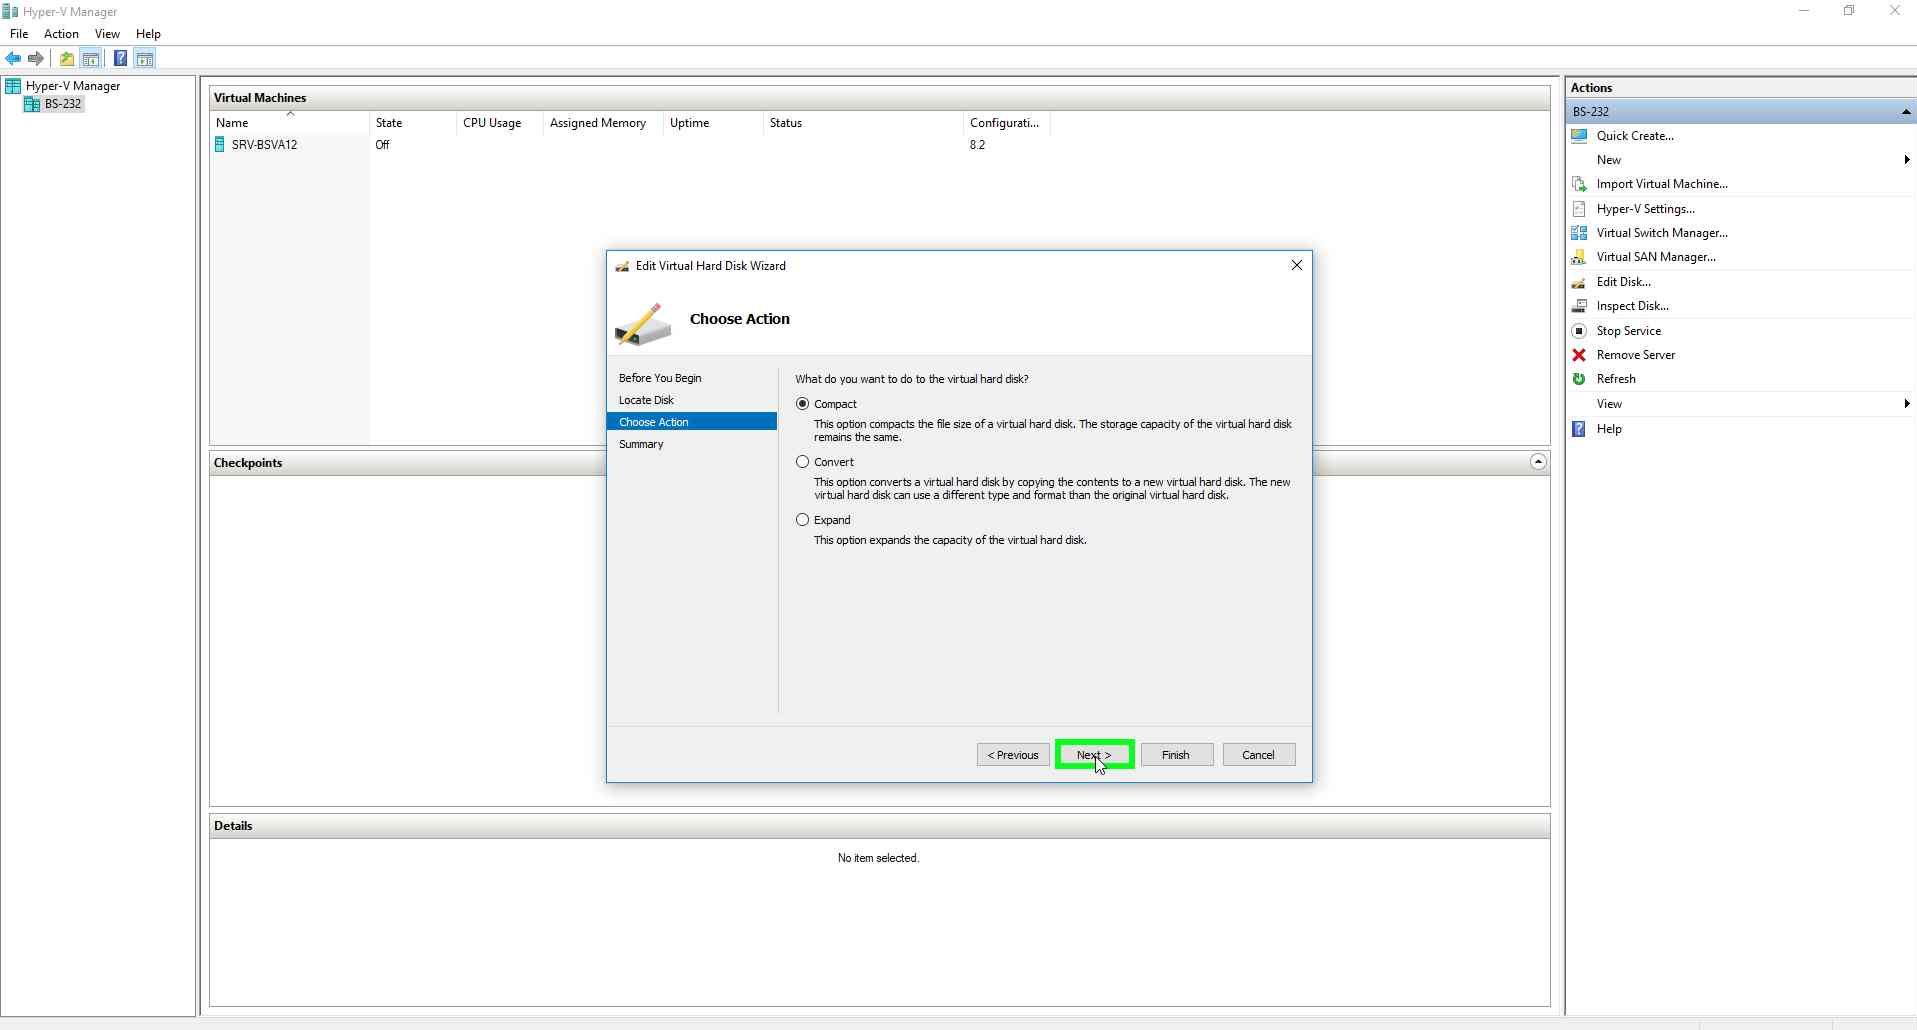 Hyper-V Manager
File Action View Help
Hyper-V Manager
BS-232
Virtual Machines
Name State CPU Usage Assigned Memory Uptime Status Configurati...
SRV-BSVA12 Off 8.2
Edit Virtual Hard Disk Wizard
Choose Action
Before You Begin
Locate Disk
Choose Action
Summary
What do you want to do to the virtual hard disk?
Compact
This option compacts the file size of a virtual hard disk. The storage capacity of the virtual hard disk
remains the same.
Convert
This option converts a virtual hard disk by copying the contents to a new virtual hard disk. The new
virtual hard disk can use a different type and format than the original virtual hard disk.
Expand
This option expands the capacity of the virtual hard disk.
< Previous Next > Finish Cancel
Checkpoints
Details
No item selected.
Actions
BS-232
Quick Create...
New
Import Virtual Machine...
Hyper-V Settings...
Virtual Switch Manager...
Virtual SAN Manager...
Edit Disk...
Inspect Disk...
Stop Service
Remove Server
Refresh
View
Help